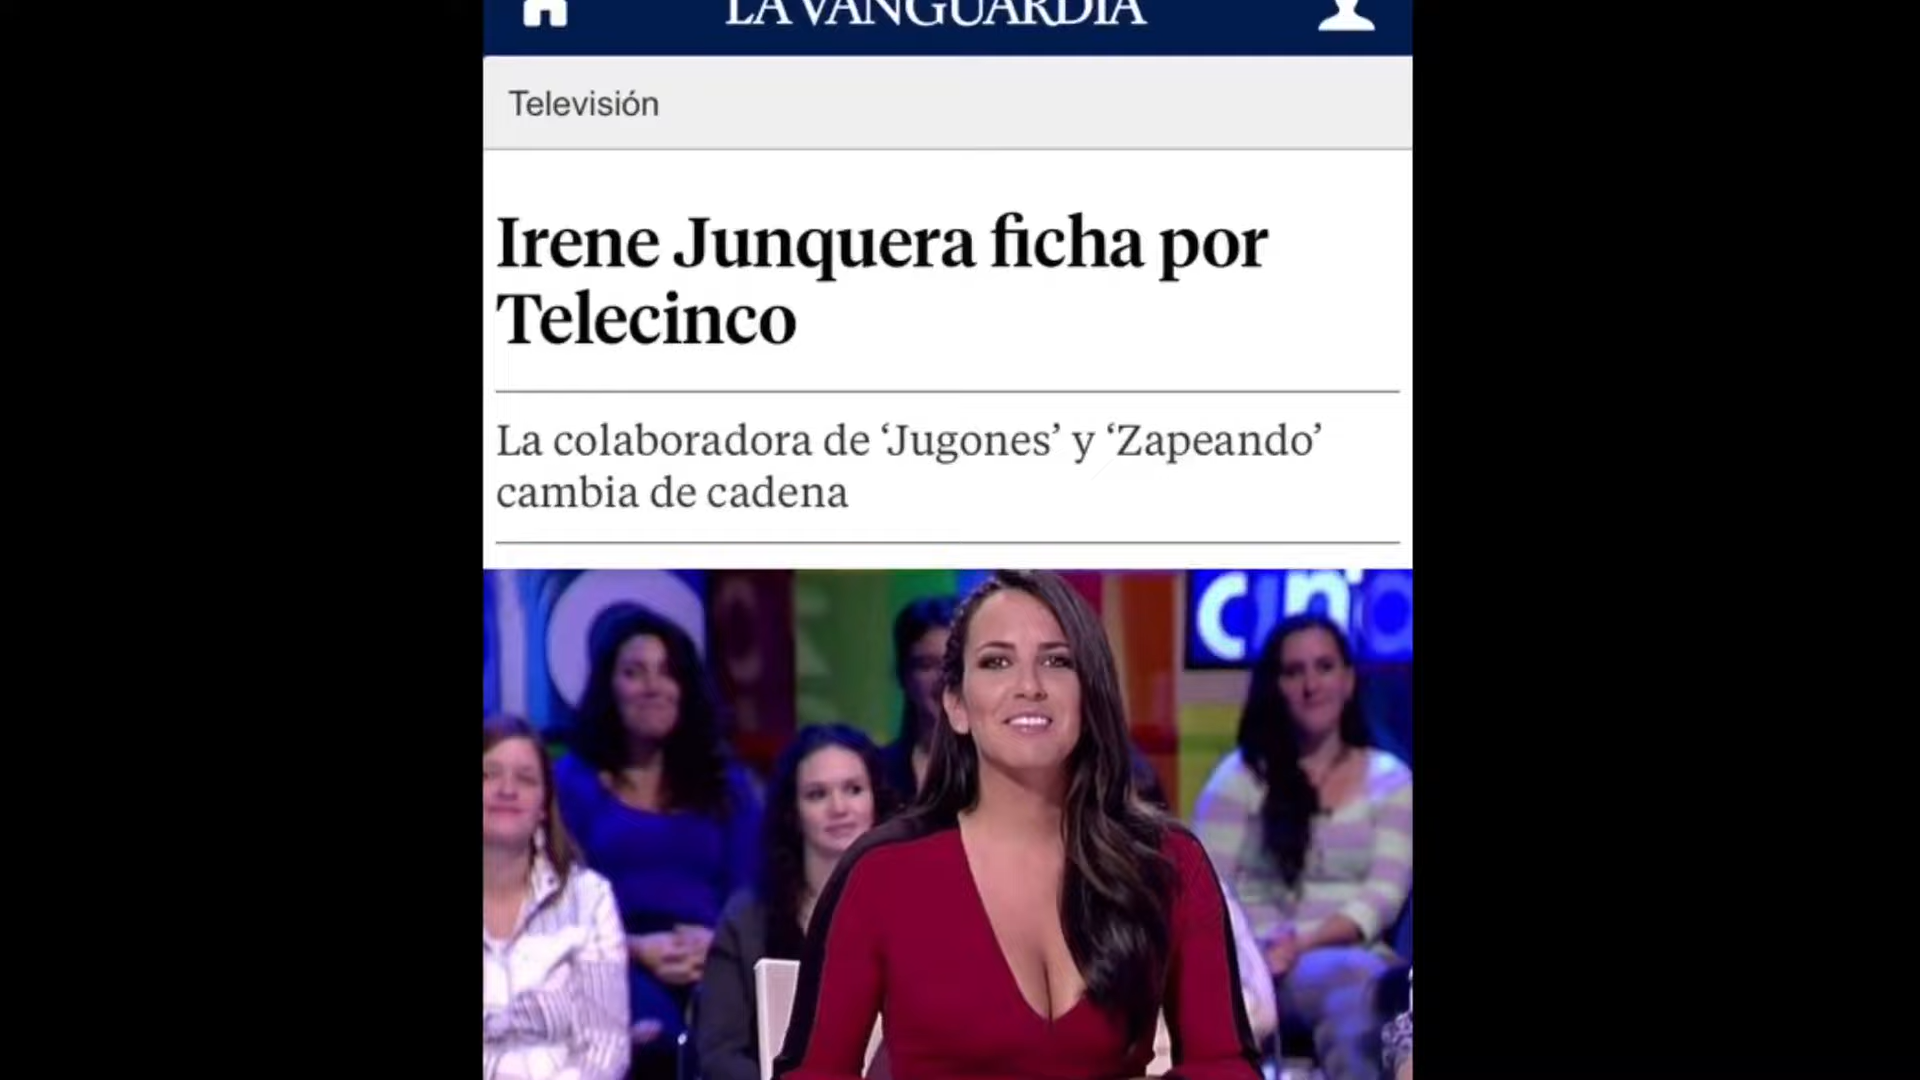 LA VANGUARDIA
Televisión
Irene Junquera ficha por
Telecinco
La colaboradora de ‘Jugones’ y ‘Zapeando’
cambia de cadena